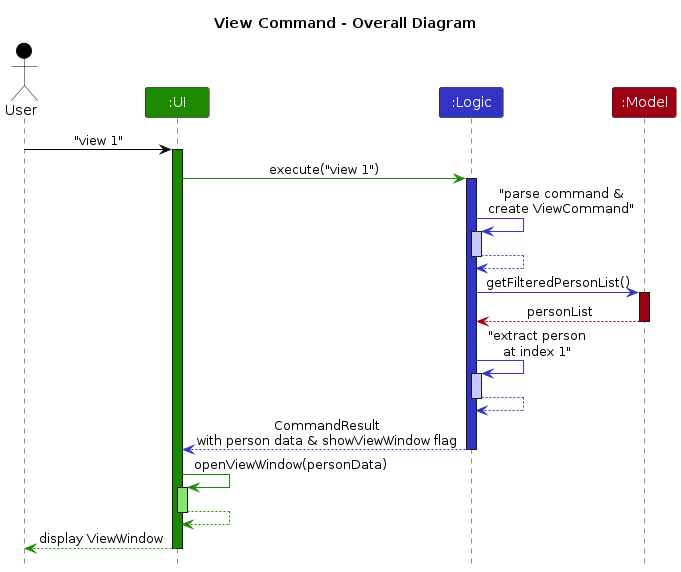 View Command - Overall Diagram
User
:UI
:Logic
:Model
"view 1"
execute("view 1")
"parse command &
create ViewCommand"
getFilteredPersonList()
personList
"extract person
at index 1"
CommandResult
with person data & showViewWindow flag
openViewWindow(personData)
display ViewWindow